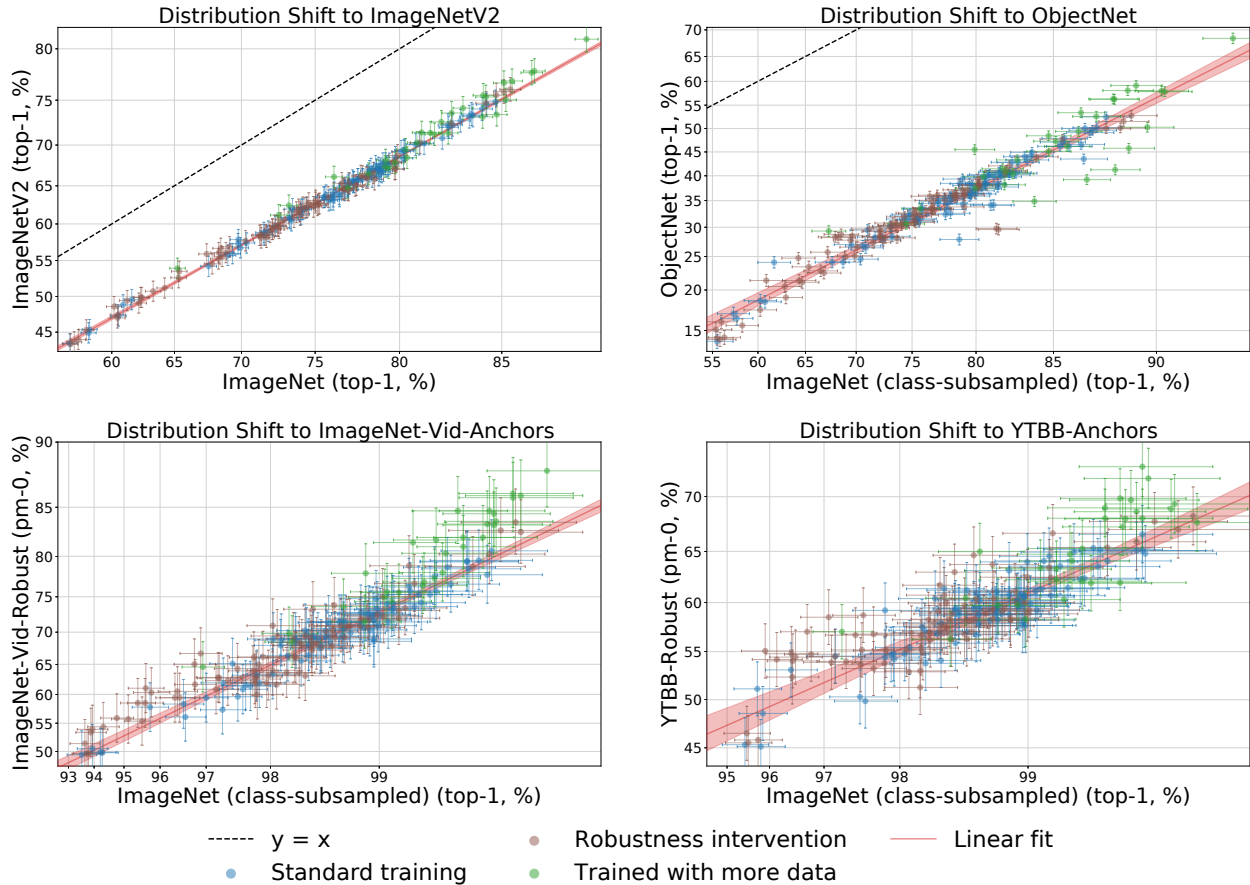 Distribution Shift to ImageNetV2
80
75
70
65
60
55
50
45
ImageNetV2 (top-1, %)
60 65 70 75 80 85
ImageNet (top-1, %)
Distribution Shift to ObjectNet
70
65
60
55
50
45
40
35
30
25
20
15
ObjectNet (top-1, %)
55 60 65 70 75 80 85 90
ImageNet (class-subsampled) (top-1, %)
Distribution Shift to ImageNet-Vid-Anchors
90
85
80
75
70
65
60
55
50
ImageNet-Vid-Robust (pm-0, %)
93 94 95 96 97 98 99
ImageNet (class-subsampled) (top-1, %)
Distribution Shift to YTBB-Anchors
70
65
60
55
50
45
YTBB-Robust (pm-0, %)
95 96 97 98 99
ImageNet (class-subsampled) (top-1, %)
y = x
Robustness intervention
Linear fit
Standard training
Trained with more data